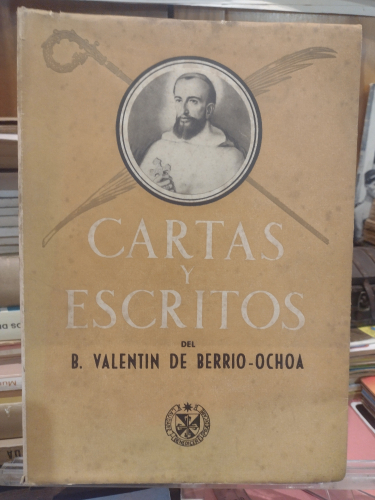 CARTAS
Y
ESCRITOS
DEL
B. VALENTIN DE BERRIO-OCHOA